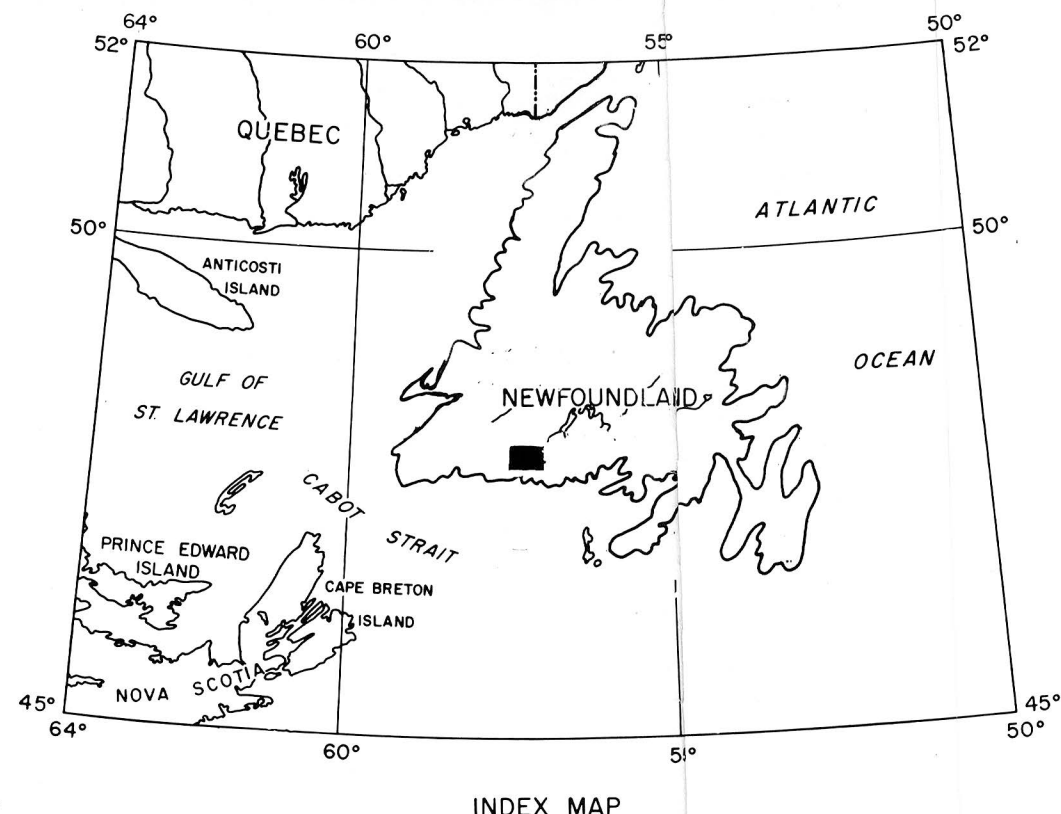 64°
60°
55
50°
52°
52°
QUEBEC
ATLANTIC
50°
50°
ANTICOSTI
ISLAND
OCEAN
GULF OF
ST. LAWRENCE
NEWFOUNDLAND
CABOT STRAIT
PRINCE EDWARD
ISLAND
CAPE BRETON
ISLAND
NOVA SCOTIA
45°
45°
64°
60°
50°
INDEX MAP